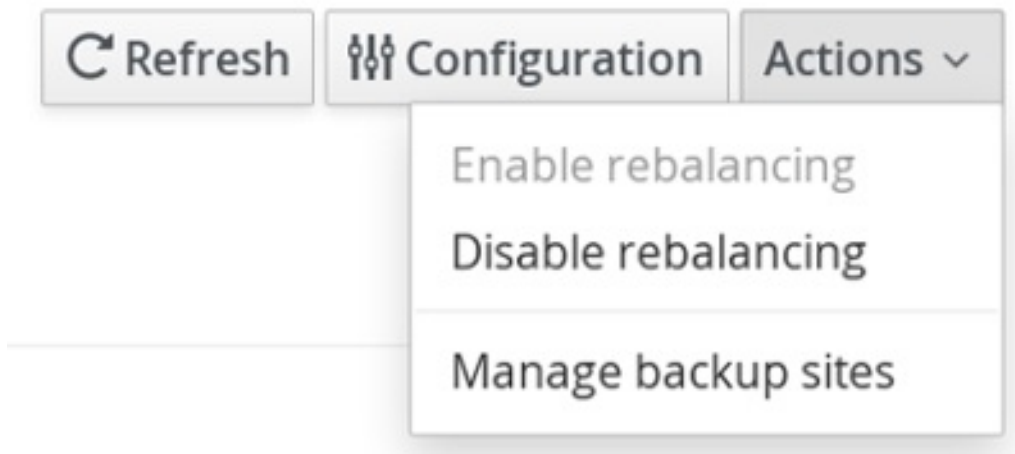 Refresh Configuration Actions
Enable rebalancing
Disable rebalancing
Manage backup sites